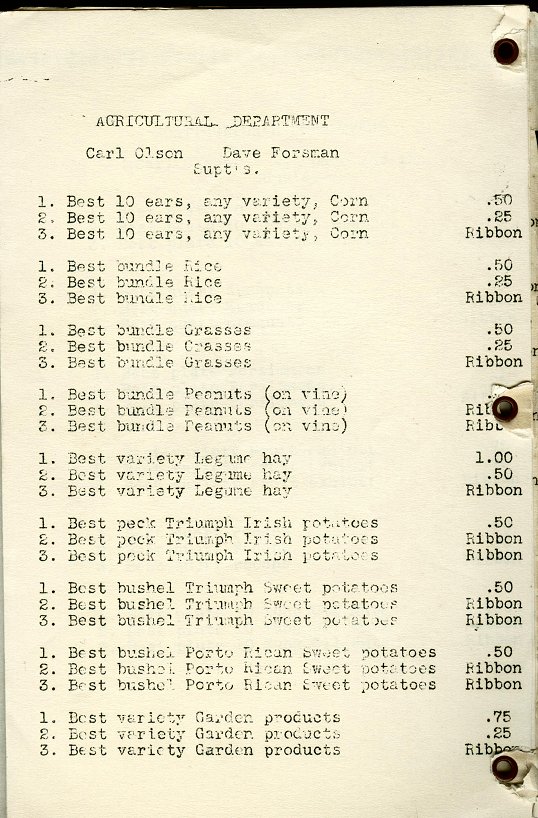 AGRICULTURAL DEPARTMENT
Carl Olson Dave Forsman
Supt's.
1. Best 10 ears, any variety, Corn .50
2. Best 10 ears, any variety, Corn .25
3. Best 10 ears, any variety, Corn Ribbon
1. Best bundle Rice .50
2. Best bundle Rice .25
3. Best bundle Rice Ribbon
1. Best bundle Grasses .50
2. Best bundle Grasses .25
3. Best bundle Grasses Ribbon
1. Best bundle Peanuts (on vine)
2. Best bundle Peanuts (on vine)
3. Best bundle Peanuts (on vine)
1. Best variety Legume hay 1.00
2. Best variety Legume hay .50
3. Best variety Legume hay Ribbon
1. Best peck Triumph Irish potatoes .50
2. Best peck Triumph Irish potatoes Ribbon
3. Best peck Triumph Irish potatoes Ribbon
1. Best bushel Triumph Sweet potatoes .50
2. Best bushel Triumph Sweet potatoes Ribbon
3. Best bushel Triumph Sweet potatoes Ribbon
1. Best bushel Porto Rican Sweet potatoes .50
2. Best bushel Porto Rican Sweet potatoes Ribbon
3. Best bushel Porto Rican Sweet potatoes Ribbon
1. Best variety Garden products .75
2. Best variety Garden products .25
3. Best variety Garden products Ribbon